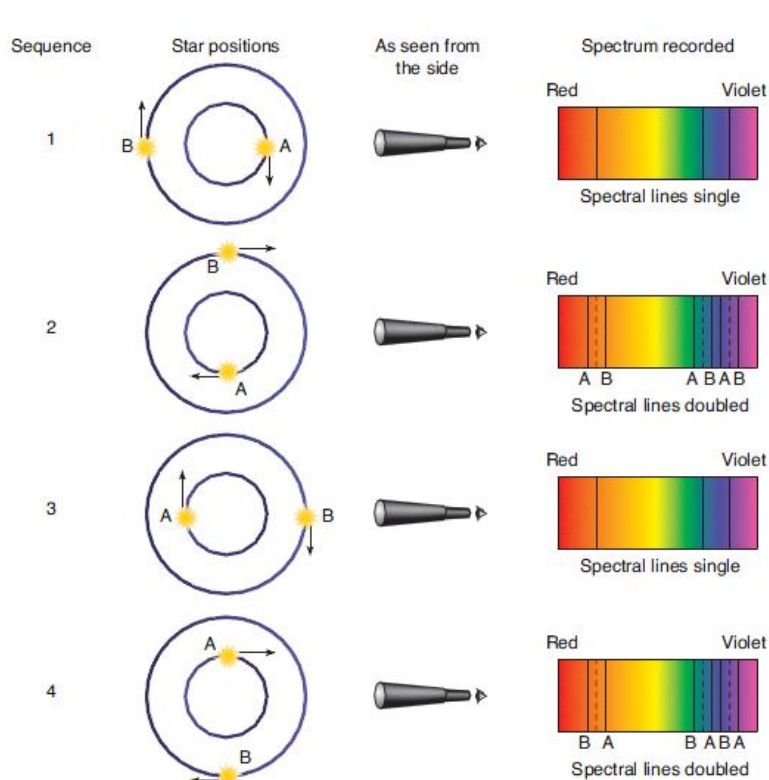 Sequence Star positions As seen from the side Spectrum recorded
Red Violet
B A
1
Spectral lines single
B
Red Violet
2
A
A B A B A B
Spectral lines doubled
Red Violet
3
A B
Spectral lines single
A
Red Violet
4
B
B A B A B A
Spectral lines doubled